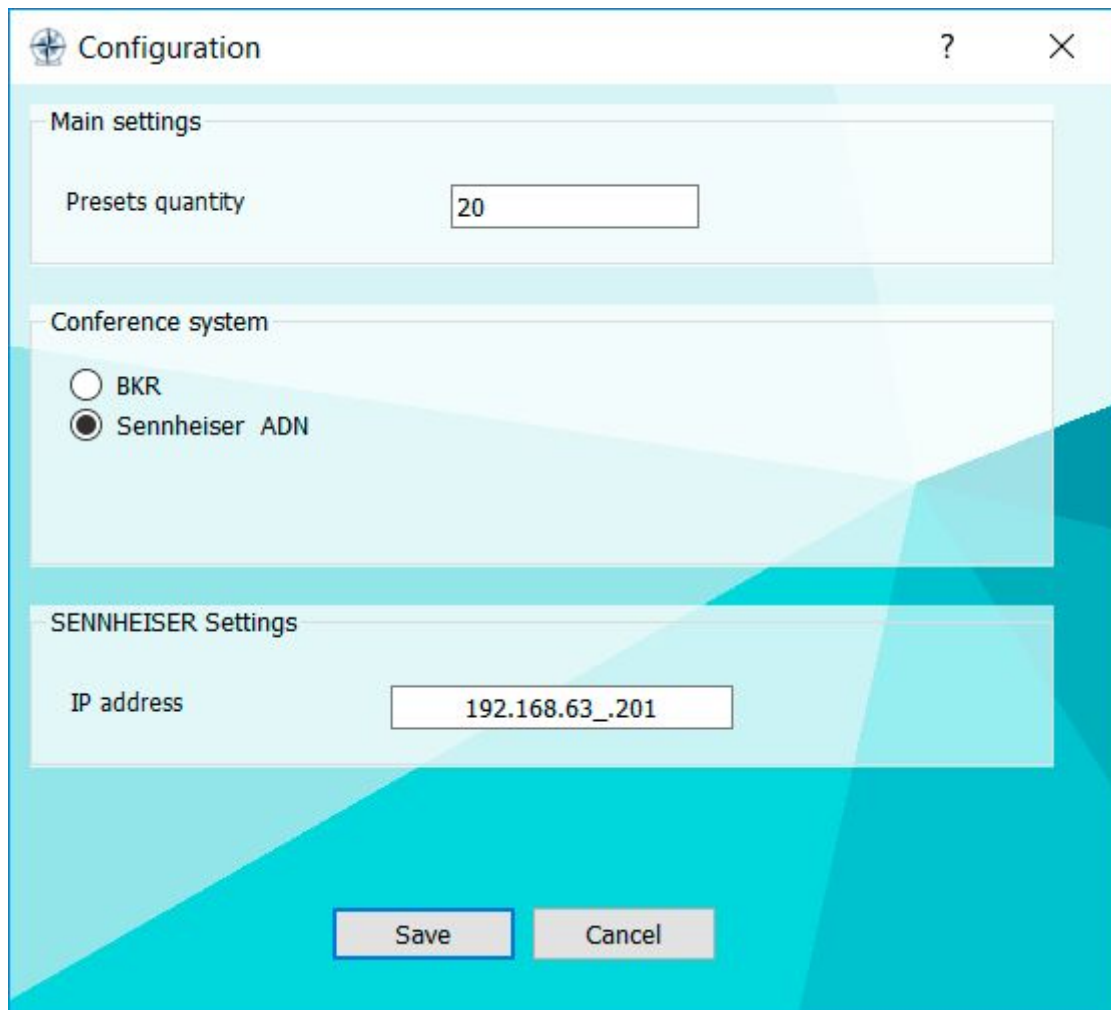 Configuration ?
Main settings
Presets quantity 20
Conference system
BKR
Sennheiser ADN
SENNHEISER Settings
IP address 192.168.63_.201
Save Cancel